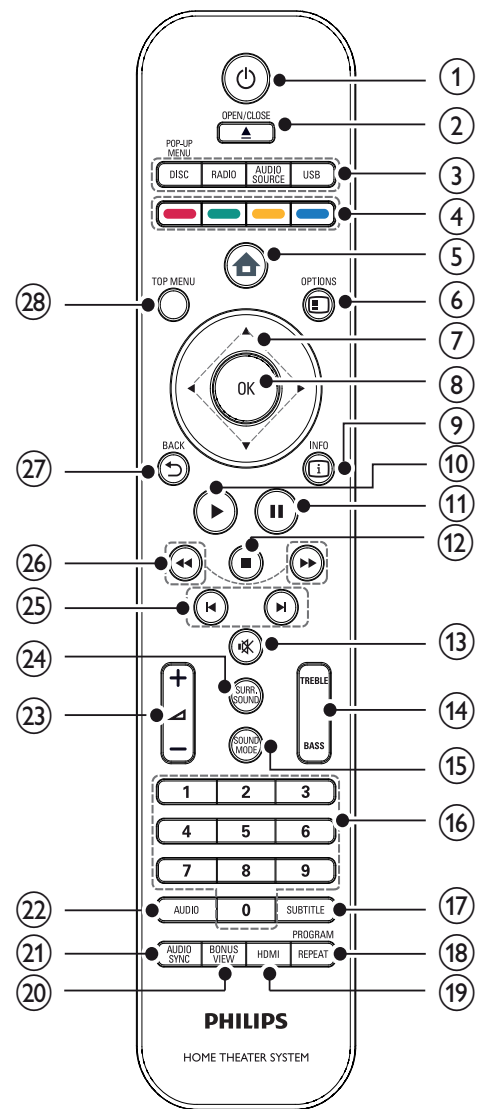 1
OPEN/CLOSE
2
POP-UP
MENU
DISC
RADIO
AUDIO
SOURCE
USB
3
4
5
TOP MENU
OPTIONS
28
6
7
OK
8
BACK
INFO
9
27
10
11
12
26
25
13
24
SURR.
SOUND
TREBLE
23
14
SOUND
MODE
BASS
15
1 2 3
16
4 5 6
7 8 9
22
AUDIO
0
SUBTITLE
17
PROGRAM
21
AUDIO
SYNC
BONUS
VIEW
HDMI
REPEAT
18
20
19
PHILIPS
HOME THEATER SYSTEM